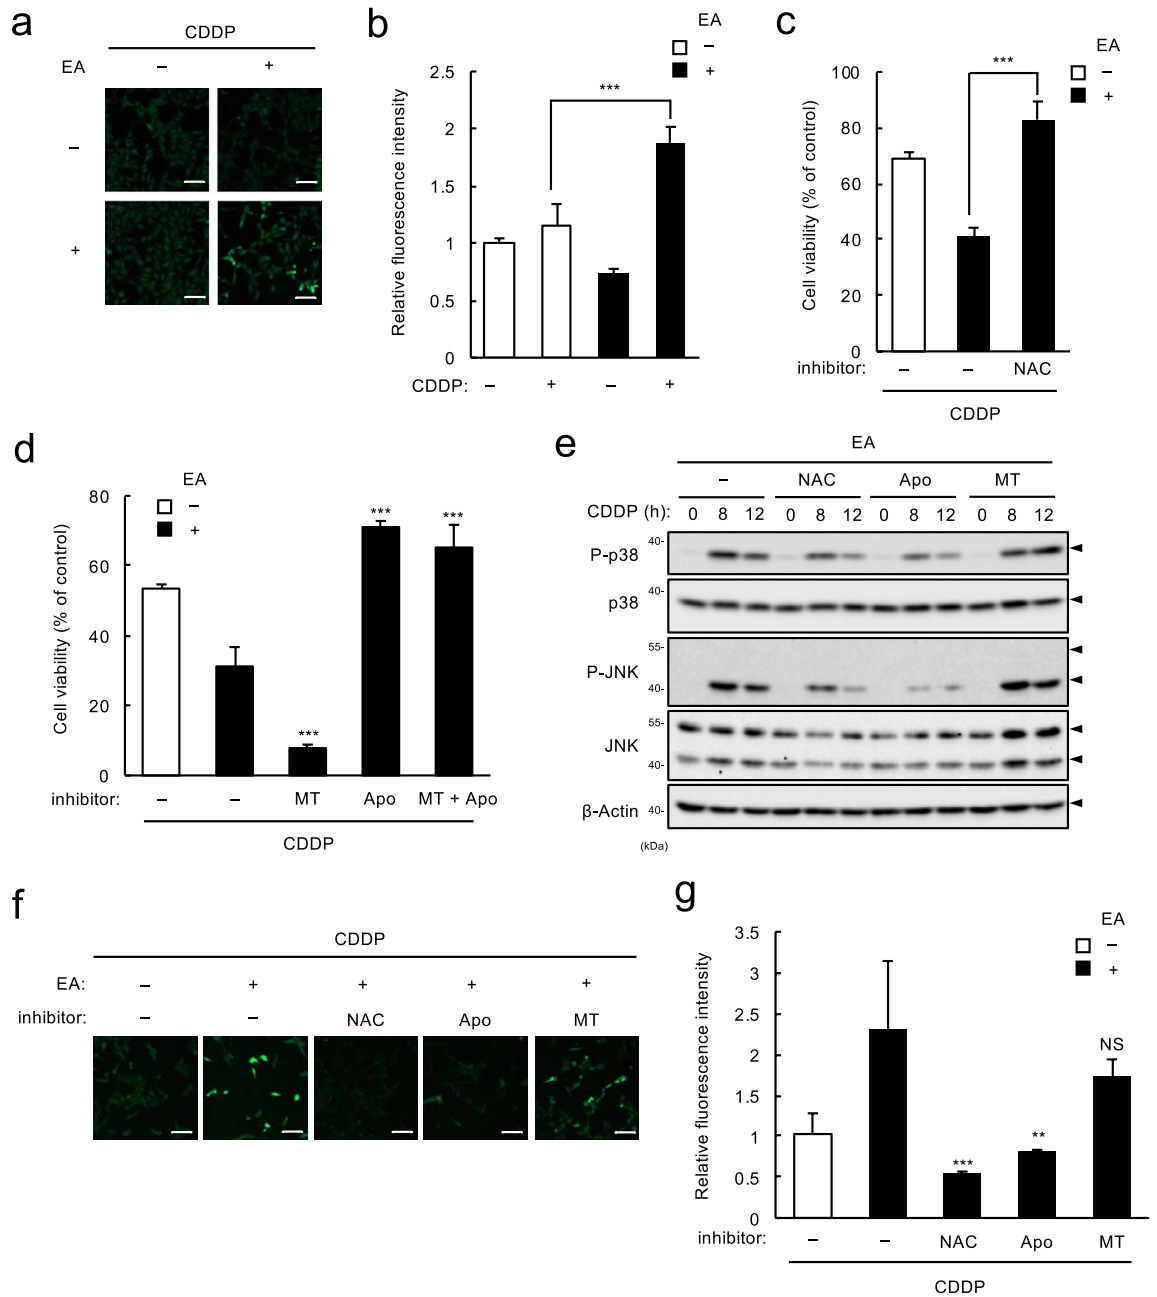 a
CDDP
EA
–
+
–
+
b
EA
–
+
Relative fluorescence intensity
2.5
2
1.5
1
0.5
0
***
CDDP:
–
+
–
+
c
EA
–
+
Cell viability (% of control)
100
80
60
40
20
0
***
inhibitor:
–
–
NAC
CDDP
d
EA
–
+
Cell viability (% of control)
80
60
40
20
0
***
***
***
inhibitor:
–
–
MT
Apo
MT + Apo
CDDP
e
EA
–
NAC
Apo
MT
CDDP (h):
0 8 12 0 8 12 0 8 12 0 8 12
P-p38
40-
p38
40-
P-JNK
55-
40-
JNK
55-
40-
β-Actin
40-
(kDa)
f
CDDP
EA:
–
+
+
+
+
inhibitor:
–
–
NAC
Apo
MT
g
EA
–
+
Relative fluorescence intensity
3.5
3
2.5
2
1.5
1
0.5
0
***
**
NS
inhibitor:
–
–
NAC
Apo
MT
CDDP